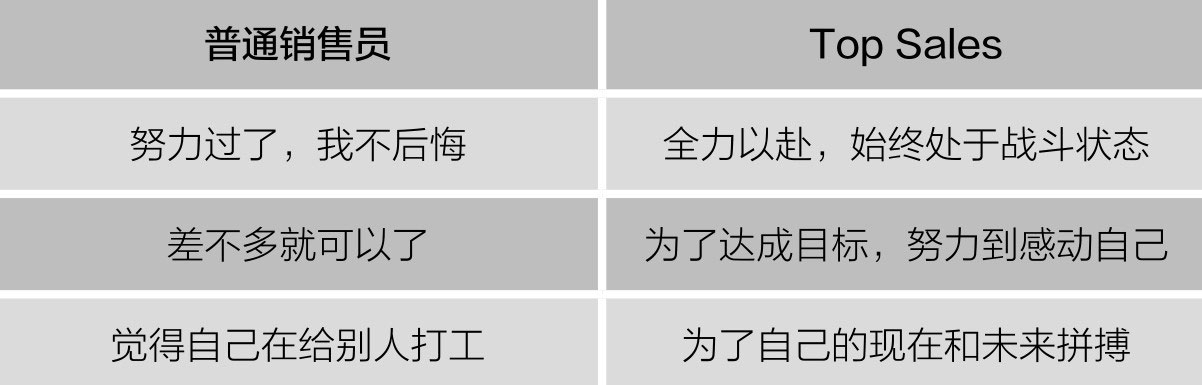 普通销售员
Top Sales
努力过了，我不后悔
全力以赴，始终处于战斗状态
差不多就可以了
为了达成目标，努力到感动自己
觉得自己在给别人打工
为了自己的现在和未来拼搏